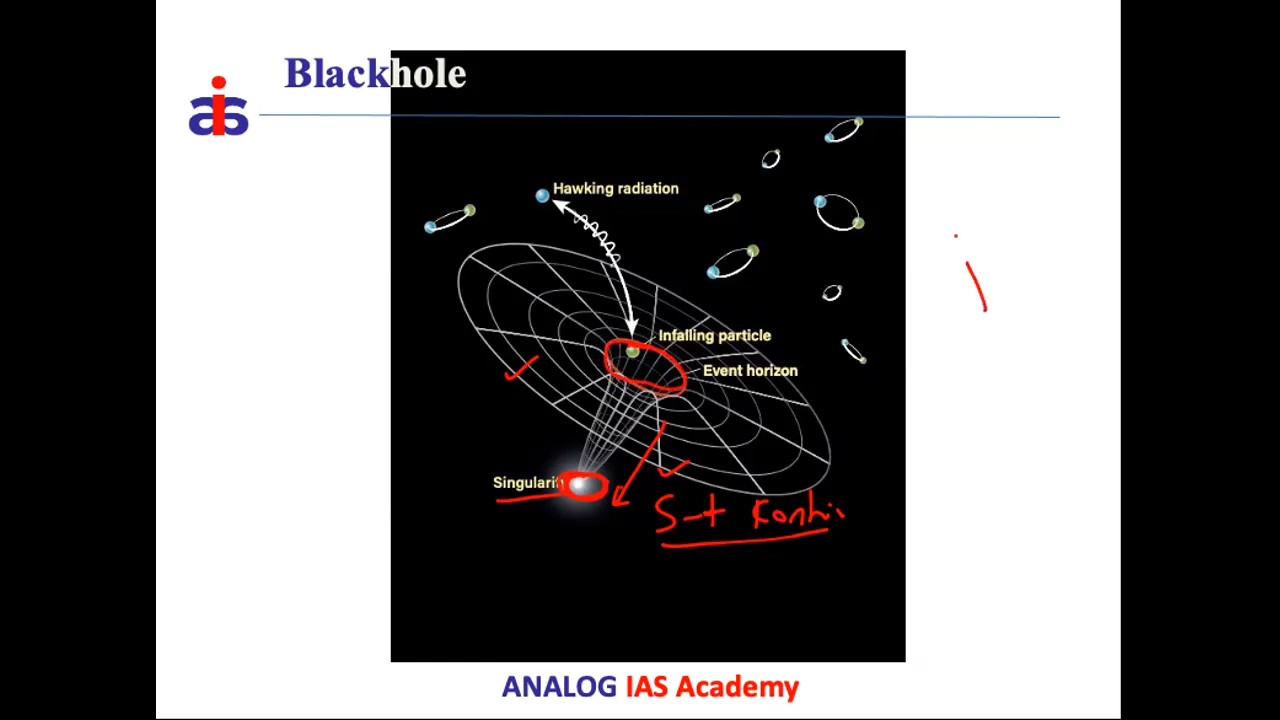 Blackhole
Hawking radiation
Infalling particle
Event horizon
Singularit
S-t
ANALOG IAS Academy